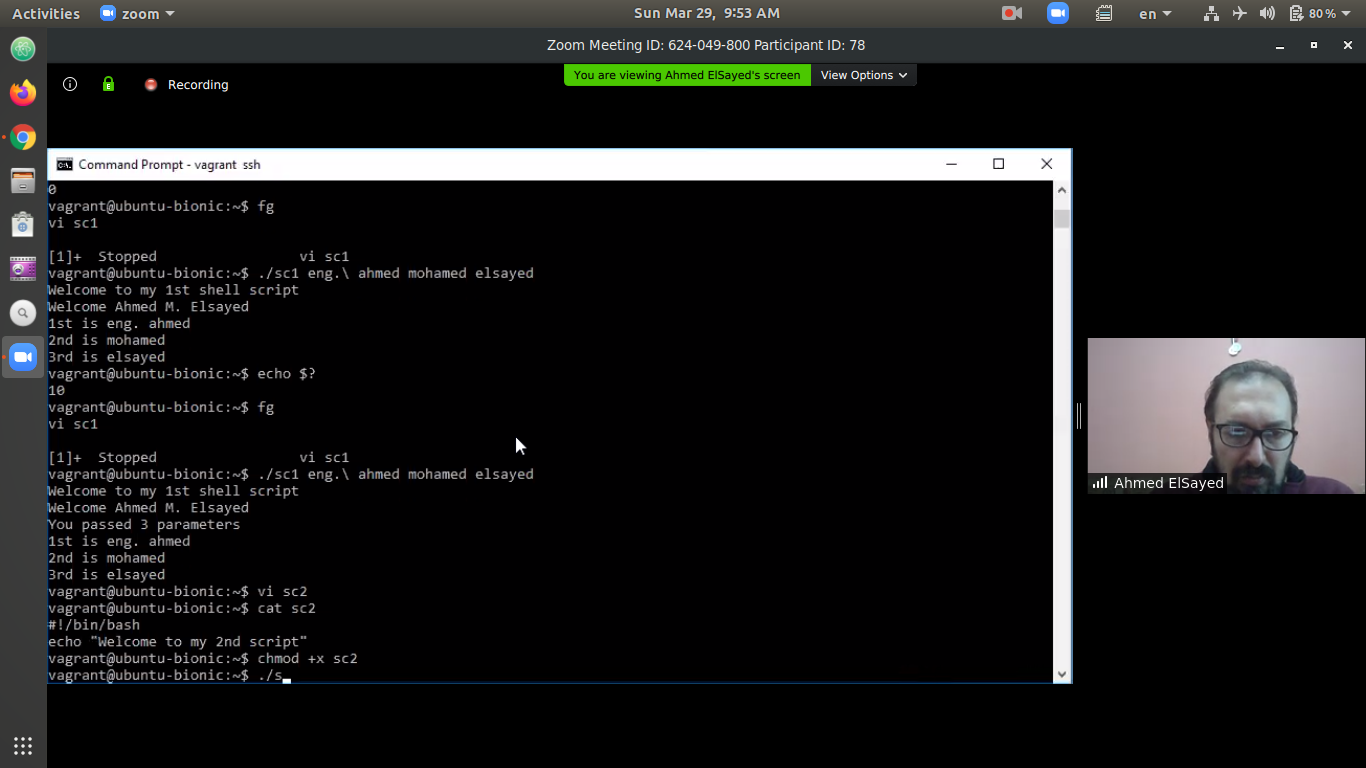 Activities
zoom
Sun Mar 29, 9:53 AM
en
80 %
Zoom Meeting ID: 624-049-800 Participant ID: 78
Recording
You are viewing Ahmed ElSayed's screen
View Options
Command Prompt - vagrant ssh
0
vagrant@ubuntu-bionic:~$ fg
vi sc1
[1]+ Stopped vi sc1
vagrant@ubuntu-bionic:~$ ./sc1 eng.\ ahmed mohamed elsayed
Welcome to my 1st shell script
Welcome Ahmed M. Elsayed
1st is eng. ahmed
2nd is mohamed
3rd is elsayed
vagrant@ubuntu-bionic:~$ echo $?
10
vagrant@ubuntu-bionic:~$ fg
vi sc1
[1]+ Stopped vi sc1
vagrant@ubuntu-bionic:~$ ./sc1 eng.\ ahmed mohamed elsayed
Welcome to my 1st shell script
Welcome Ahmed M. Elsayed
You passed 3 parameters
1st is eng. ahmed
2nd is mohamed
3rd is elsayed
vagrant@ubuntu-bionic:~$ vi sc2
vagrant@ubuntu-bionic:~$ cat sc2
#!/bin/bash
echo "Welcome to my 2nd script"
vagrant@ubuntu-bionic:~$ chmod +x sc2
vagrant@ubuntu-bionic:~$ ./s
Ahmed ElSayed